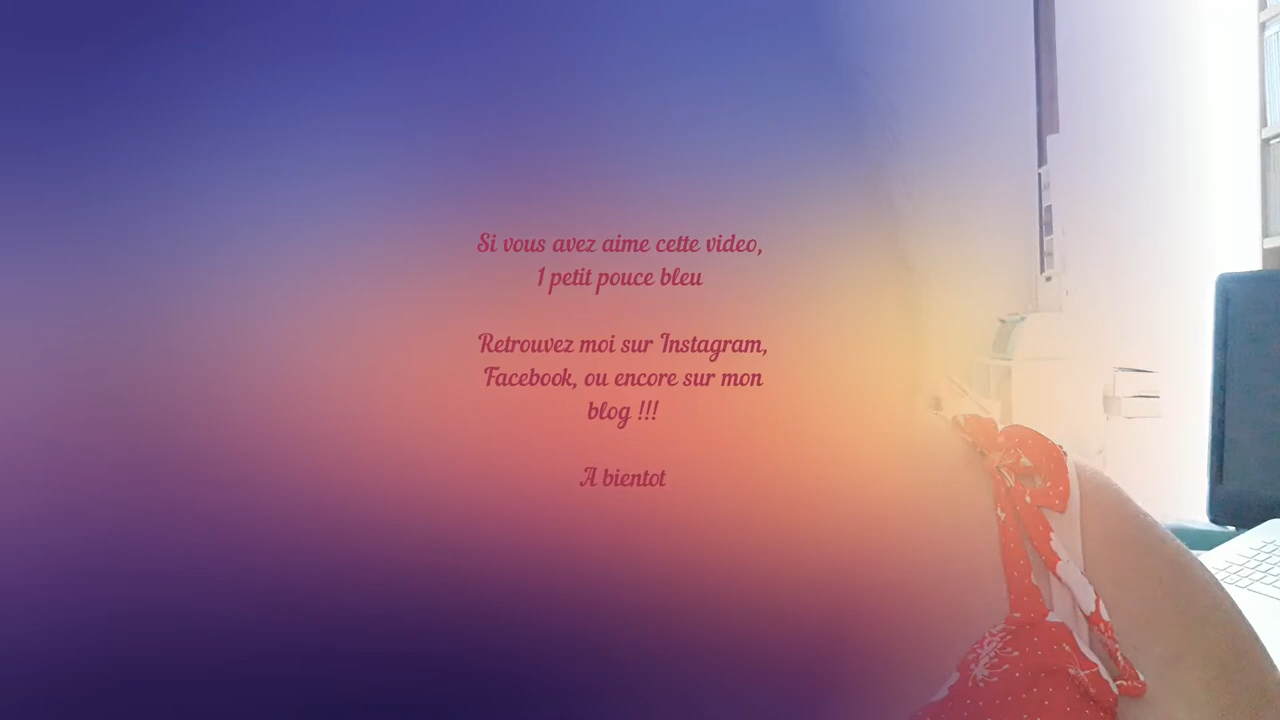 Si vous avez aime cette video,
1 petit pouce bleu
Retrouvez moi sur Instagram,
Facebook, ou encore sur mon
blog !!!
A bientot